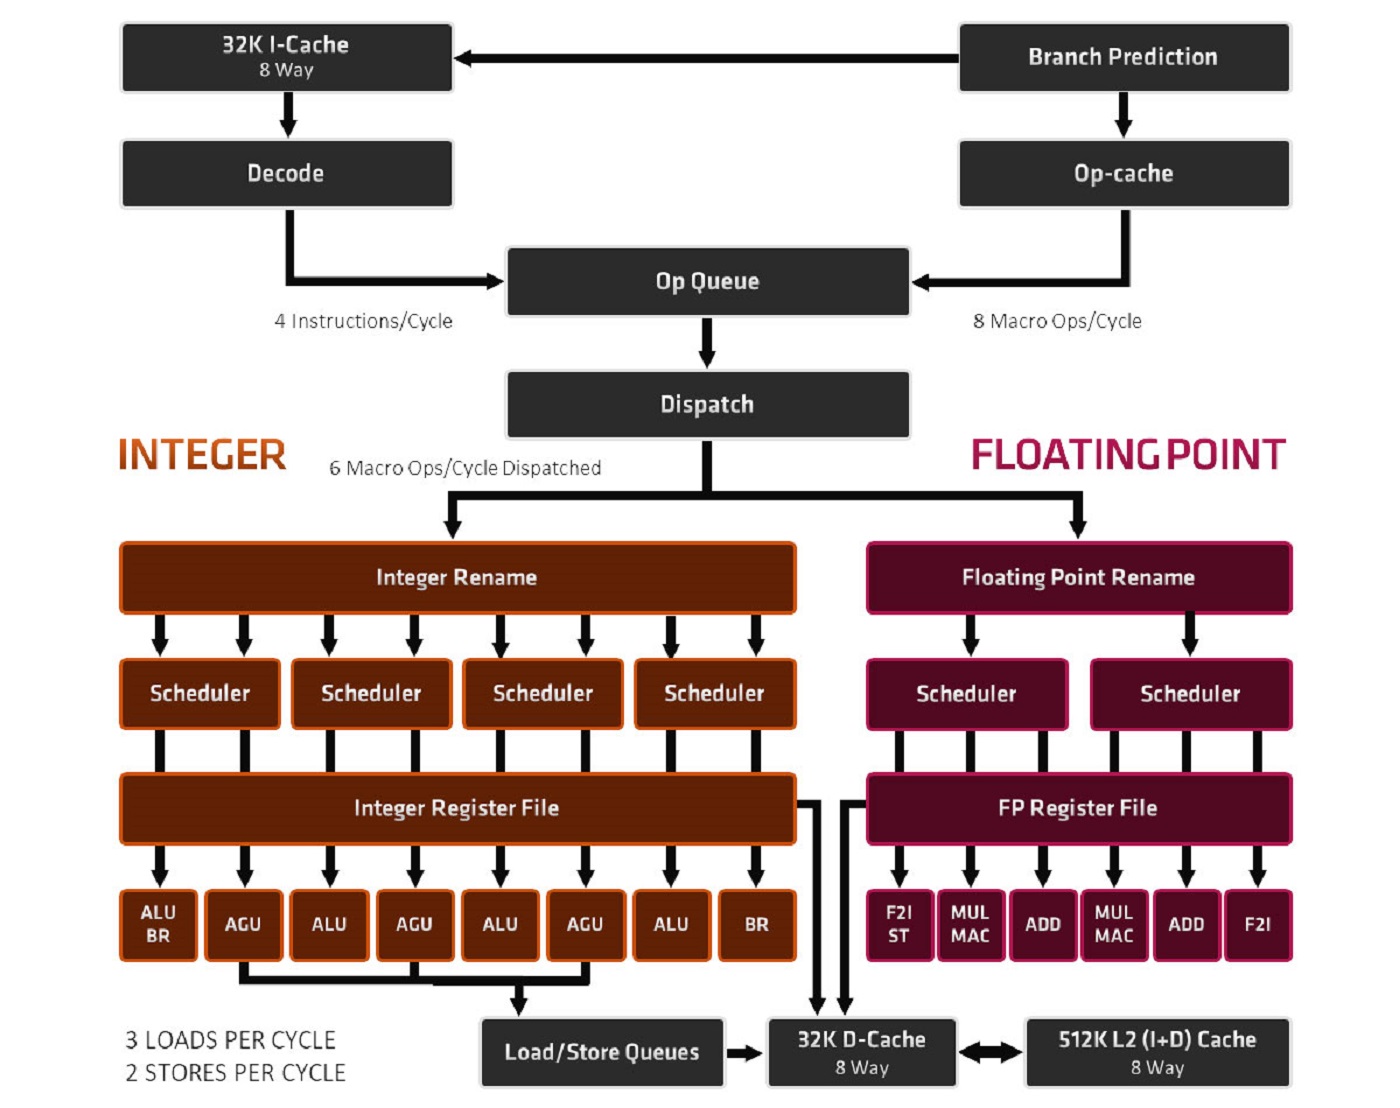 32K I-Cache
8 Way
Branch Prediction
Decode
Op-cache
Op Queue
4 Instructions/Cycle
8 Macro Ops/Cycle
Dispatch
INTEGER
FLOATING POINT
6 Macro Ops/Cycle Dispatched
Integer Rename
Floating Point Rename
Scheduler
Scheduler
Scheduler
Scheduler
Scheduler
Scheduler
Integer Register File
FP Register File
ALU
BR
AGU
ALU
AGU
ALU
AGU
ALU
BR
F2I
ST
MUL
MAC
ADD
MUL
MAC
ADD
F2I
3 LOADS PER CYCLE
2 STORES PER CYCLE
Load/Store Queues
32K D-Cache
8 Way
512K L2 (I+D) Cache
8 Way